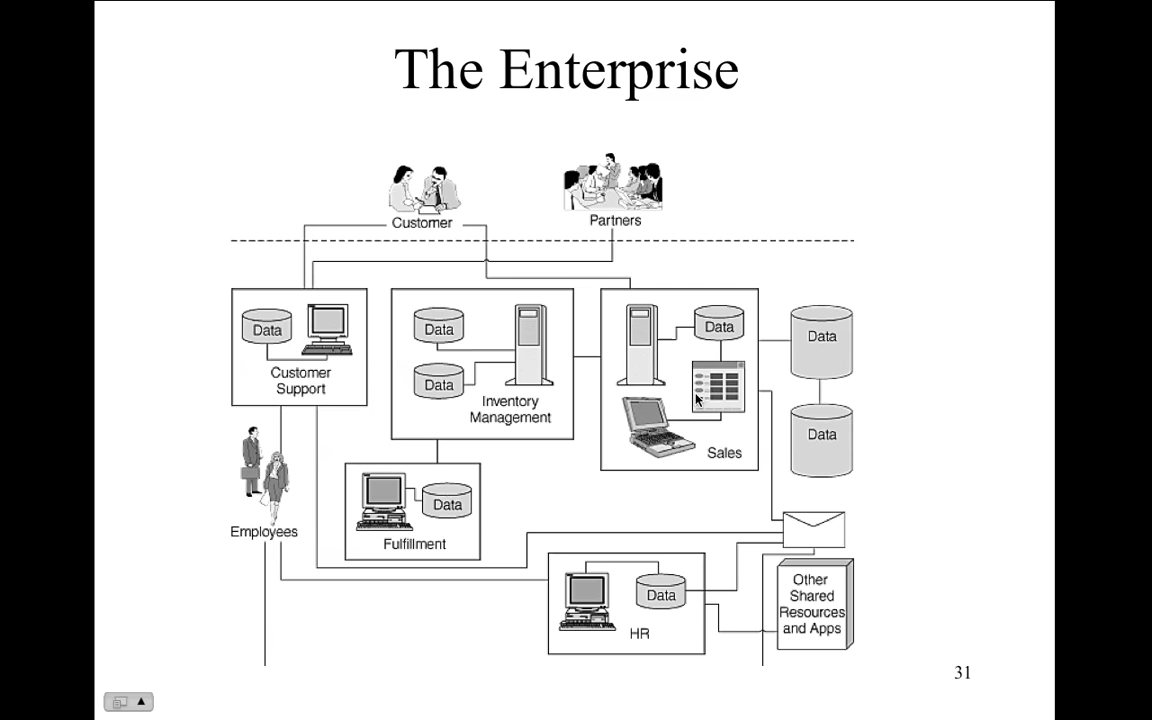 The Enterprise
Customer
Partners
Data
Customer
Support
Data
Data
Inventory
Management
Data
Sales
Data
Data
Employees
Data
Fulfillment
Data
HR
Other
Shared
Resources
and Apps
31